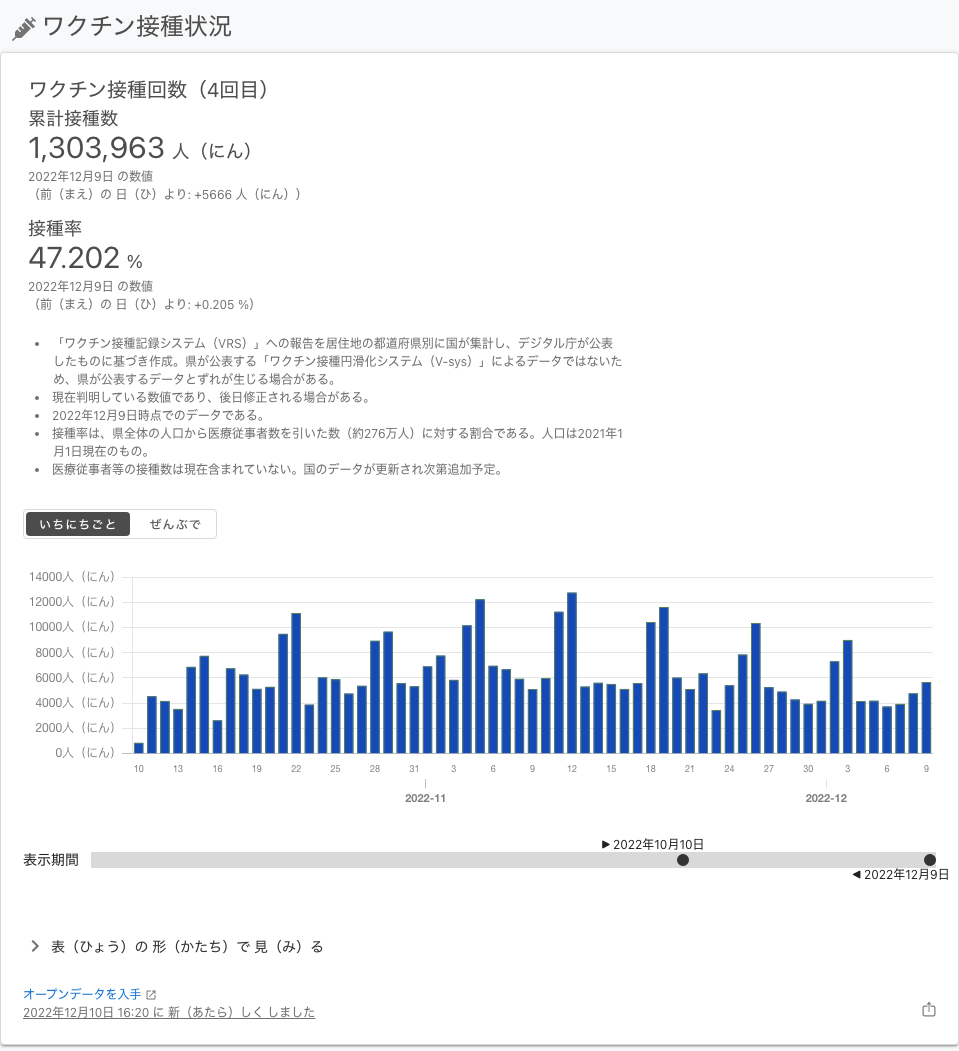 ワクチン接種状況
ワクチン接種回数（4回目）
累計接種数
1,303,963 人（にん）
2022年12月9日 の数値
（前（まえ）の 日（ひ）より: +5666 人（にん））
接種率
47.202 %
2022年12月9日 の数値
（前（まえ）の 日（ひ）より: +0.205 %）
• 「ワクチン接種記録システム（VRS）」への報告を居住地の都道府県別に国が集計し、デジタル庁が公表
したものに基づき作成。県が公表する「ワクチン接種円滑化システム（V-sys）」によるデータではないた
め、県が公表するデータとずれが生じる場合がある。
• 現在判明している数値であり、後日修正される場合がある。
• 2022年12月9日時点でのデータである。
• 接種率は、県全体の人口から医療従事者数を引いた数（約276万人）に対する割合である。人口は2021年1
月1日現在のもの。
• 医療従事者等の接種数は現在含まれていない。国のデータが更新され次第追加予定。
いちにちごと ぜんぶで
14000人（にん）
12000人（にん）
10000人（にん）
8000人（にん）
6000人（にん）
4000人（にん）
2000人（にん）
0人（にん）
10 13 16 19 22 25 28 31 3 6 9 12 15 18 21 24 27 30 3 6 9
2022-11 2022-12
2022年10月10日
表示期間
2022年12月9日
表（ひょう）の 形（かたち）で 見（み）る
オープンデータを入手
2022年12月10日 16:20 に 新（あたら）しく しました